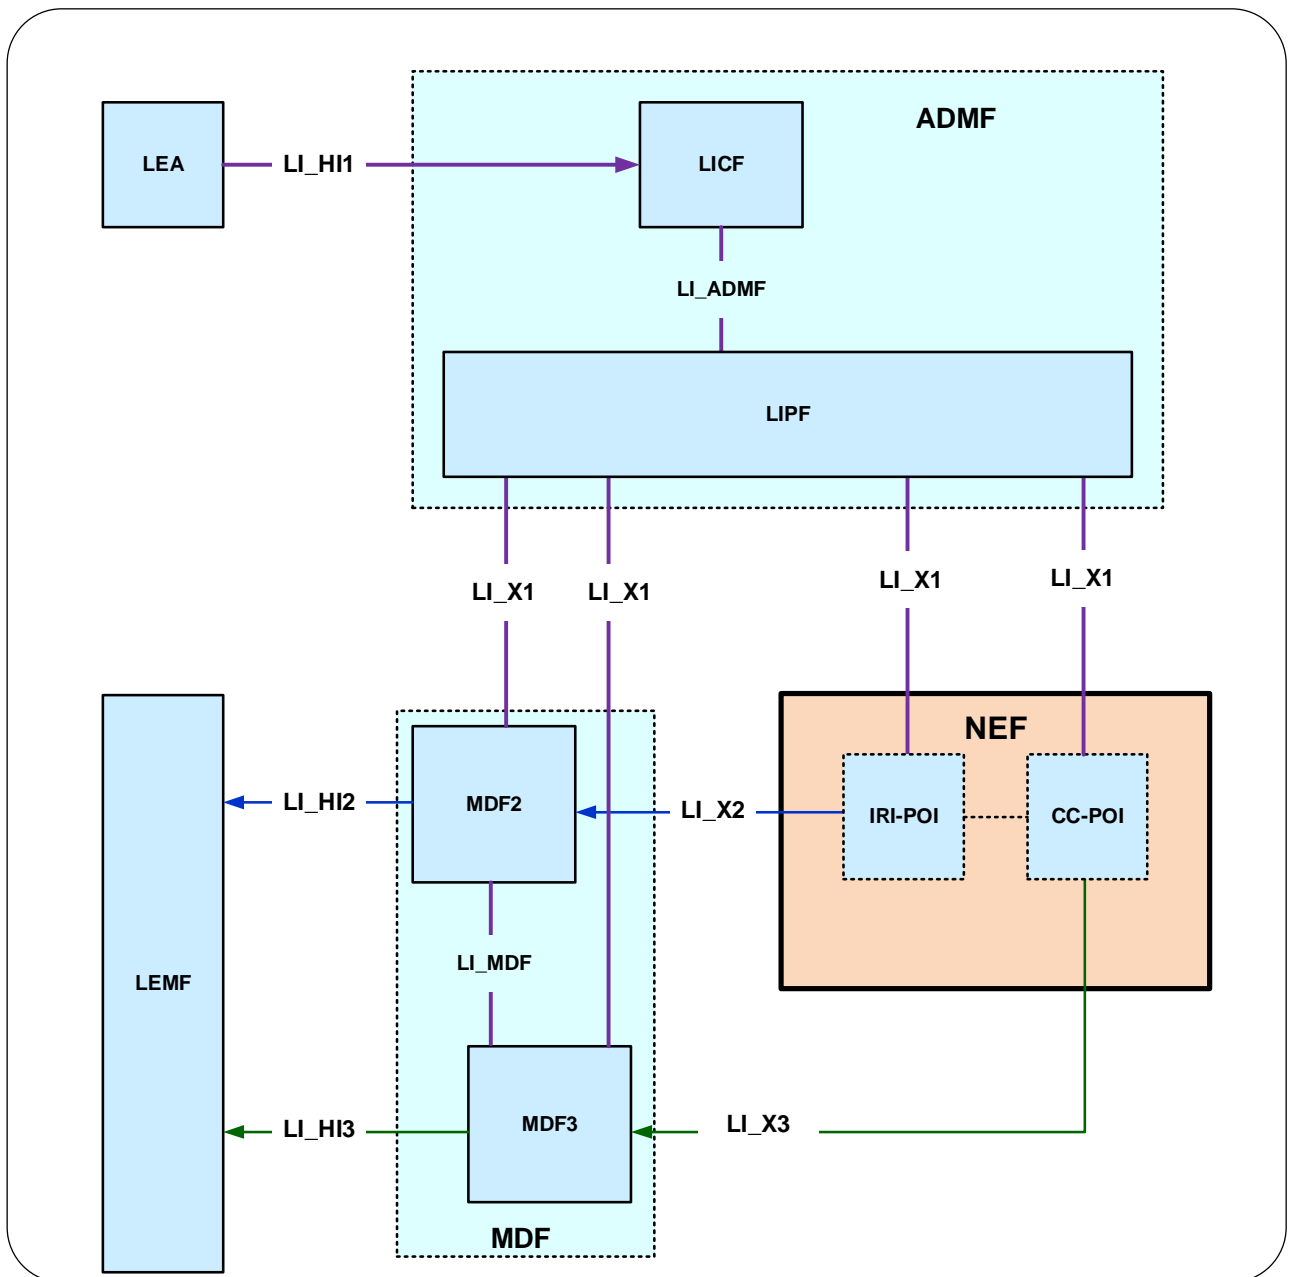 ADMF
LEA
LI_HI1
LICF
LI_ADMF
LIPF
LI_X1
LI_X1
LI_X1
LI_X1
NEF
MDF2
LI_HI2
LI_X2
IRI-POI
CC-POI
LI_MDF
LEMF
MDF3
LI_HI3
LI_X3
MDF